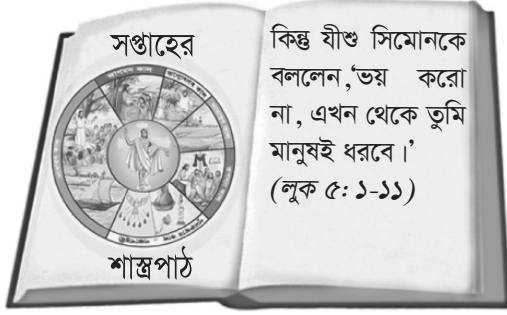 সপ্তাহের
শাস্ত্রপাঠ
কিন্তু যীশু সিমোনকে
বললেন,‘ভয় করো
না, এখন থেকে তুমি
মানুষই ধরবে।’
(লুক ৫: ১-১১)